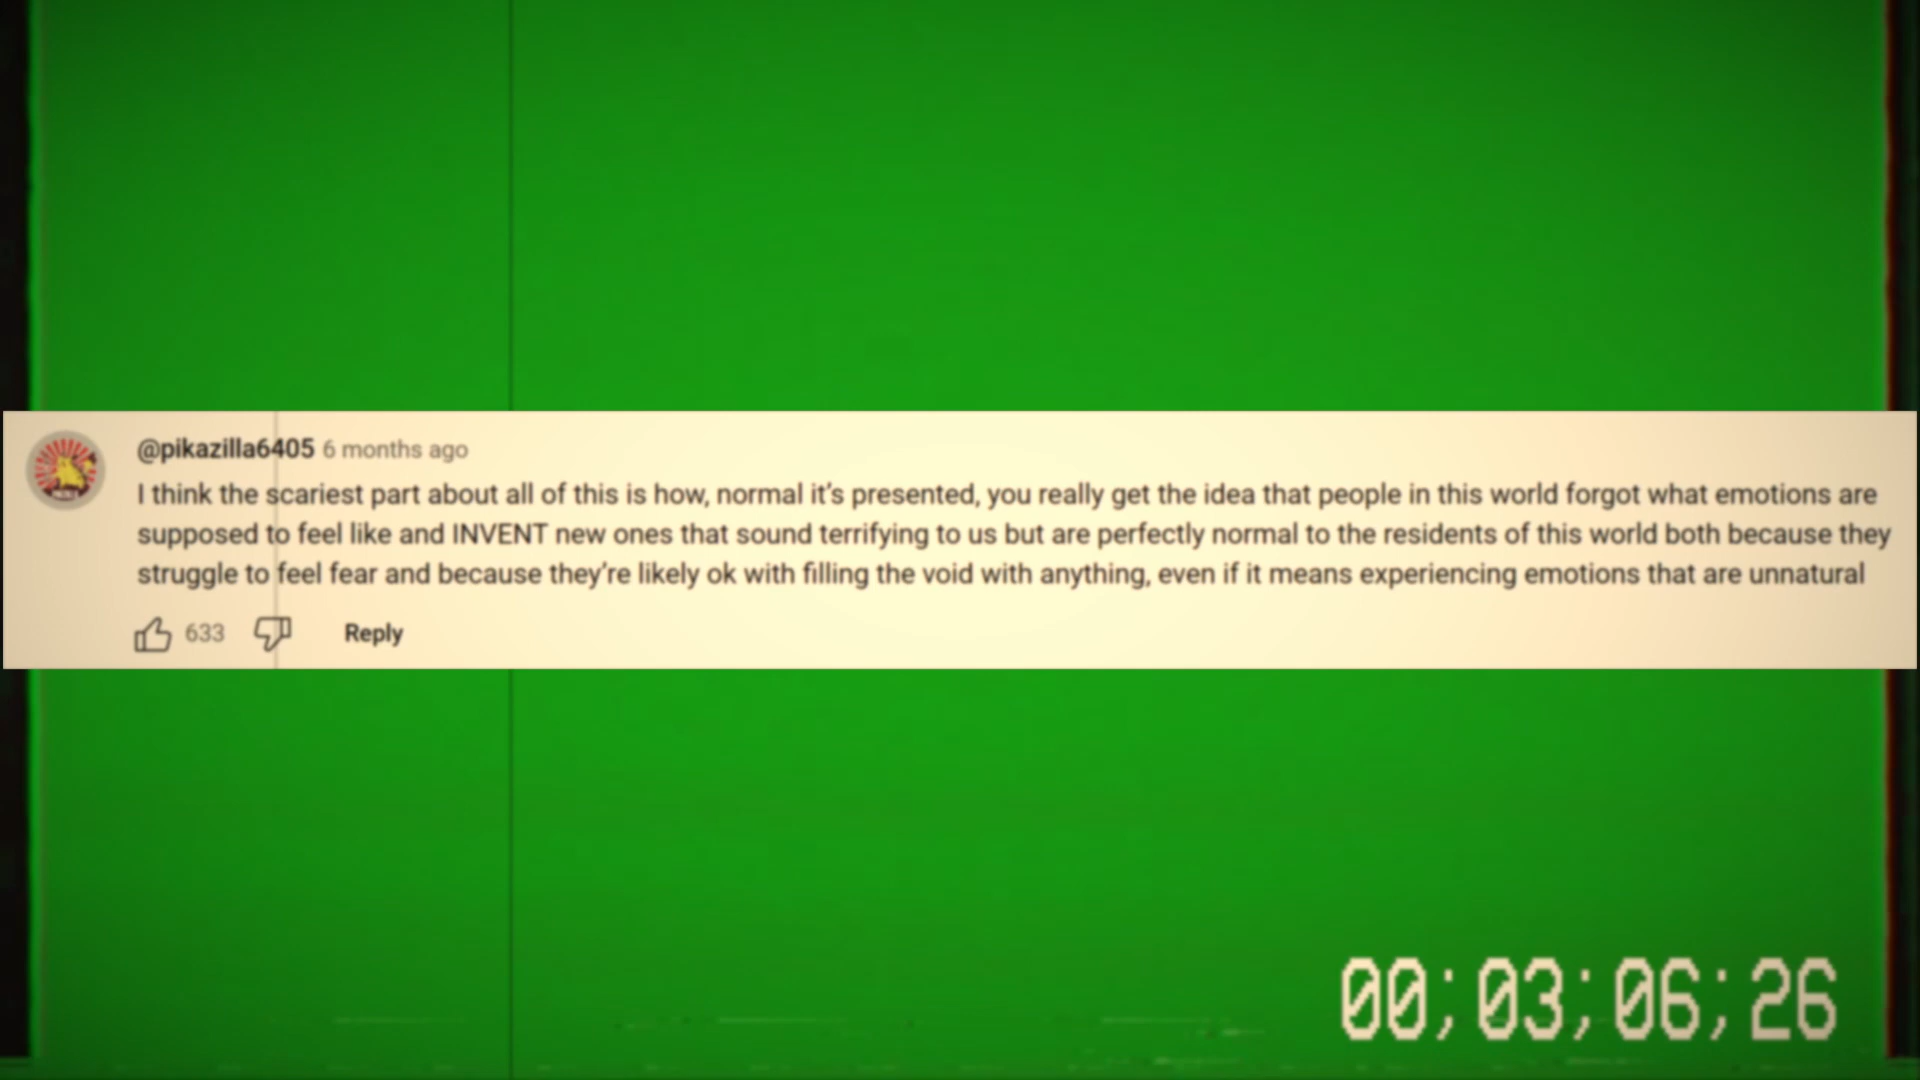 @pikazilla6405 6 months ago
I think the scariest part about all of this is how, normal it's presented, you really get the idea that people in this world forgot what emotions are
supposed to feel like and INVENT new ones that sound terrifying to us but are perfectly normal to the residents of this world both because they
struggle to feel fear and because they're likely ok with filling the void with anything, even if it means experiencing emotions that are unnatural
633 Reply
00;03;06;26